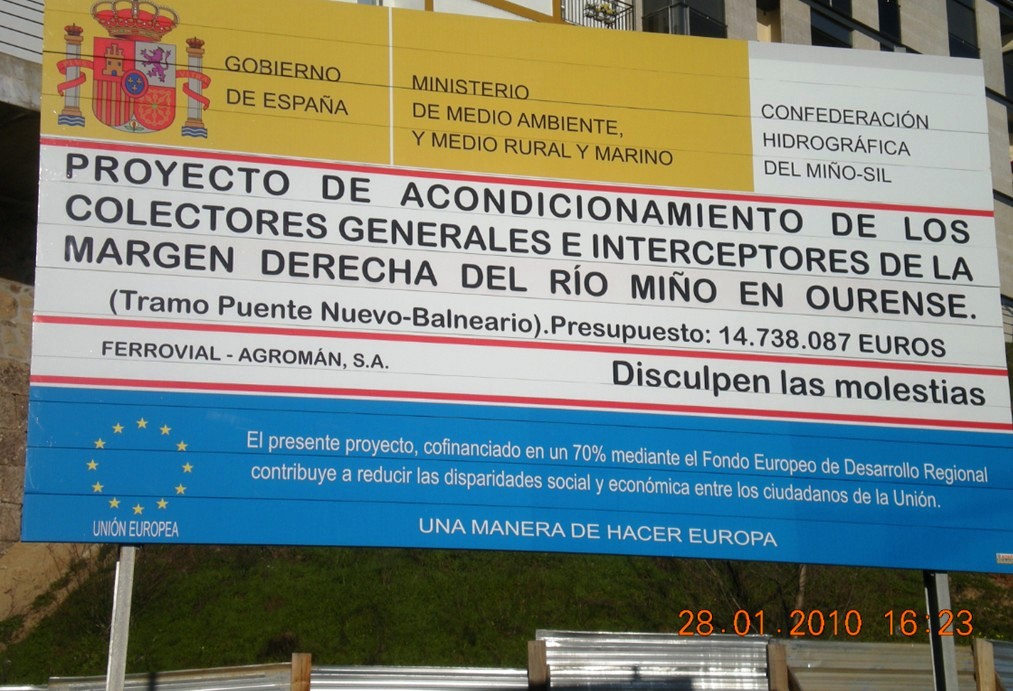 GOBIERNO
DE ESPAÑA
MINISTERIO
DE MEDIO AMBIENTE,
Y MEDIO RURAL Y MARINO
CONFEDERACIÓN
HIDROGRÁFICA
DEL MIÑO-SIL
PROYECTO DE ACONDICIONAMIENTO DE LOS
COLECTORES GENERALES E INTERCEPTORES DE LA
MARGEN DERECHA DEL RÍO MIÑO EN OURENSE.
(Tramo Puente Nuevo-Balneario).Presupuesto: 14.738.087 EUROS
FERROVIAL - AGROMÁN, S.A.
Disculpen las molestias
El presente proyecto, cofinanciado en un 70% mediante el Fondo Europeo de Desarrollo Regional
contribuye a reducir las disparidades social y económica entre los ciudadanos de la Unión.
UNIÓN EUROPEA
UNA MANERA DE HACER EUROPA
28.01.2010 16:23